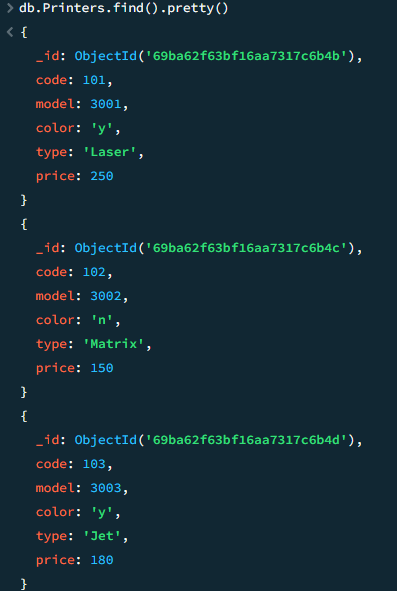 > db.Printers.find().pretty()
< {
_id: ObjectId('69ba62f63bf16aa7317c6b4b'),
code: 101,
model: 3001,
color: 'y',
type: 'Laser',
price: 250
}
{
_id: ObjectId('69ba62f63bf16aa7317c6b4c'),
code: 102,
model: 3002,
color: 'n',
type: 'Matrix',
price: 150
}
{
_id: ObjectId('69ba62f63bf16aa7317c6b4d'),
code: 103,
model: 3003,
color: 'y',
type: 'Jet',
price: 180
}